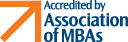 Accredited by
Association
of MBAs